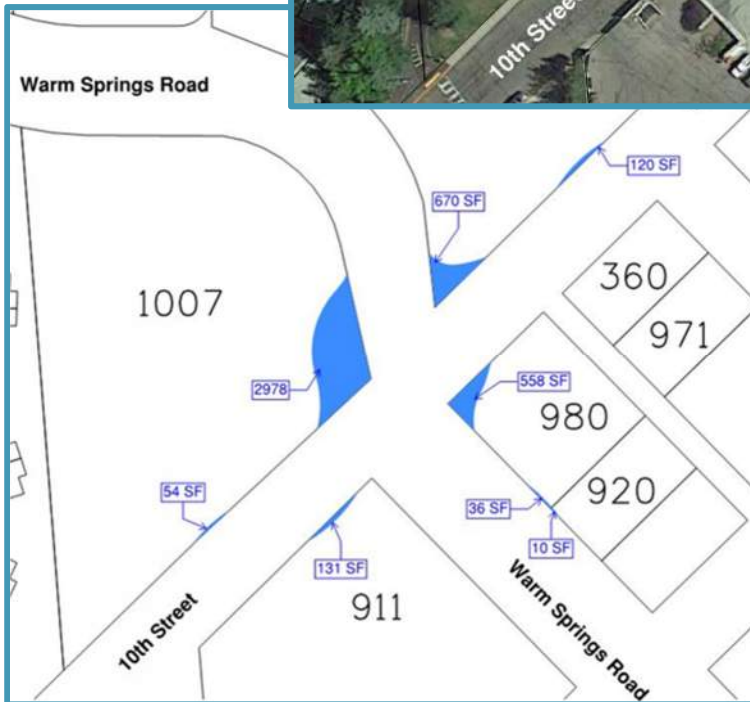 10th Street
Warm Springs Road
120 SF
670 SF
360
1007
971
2978
558 SF
980
54 SF
920
36 SF
10 SF
131 SF
911
Warm Springs Road
10th Street